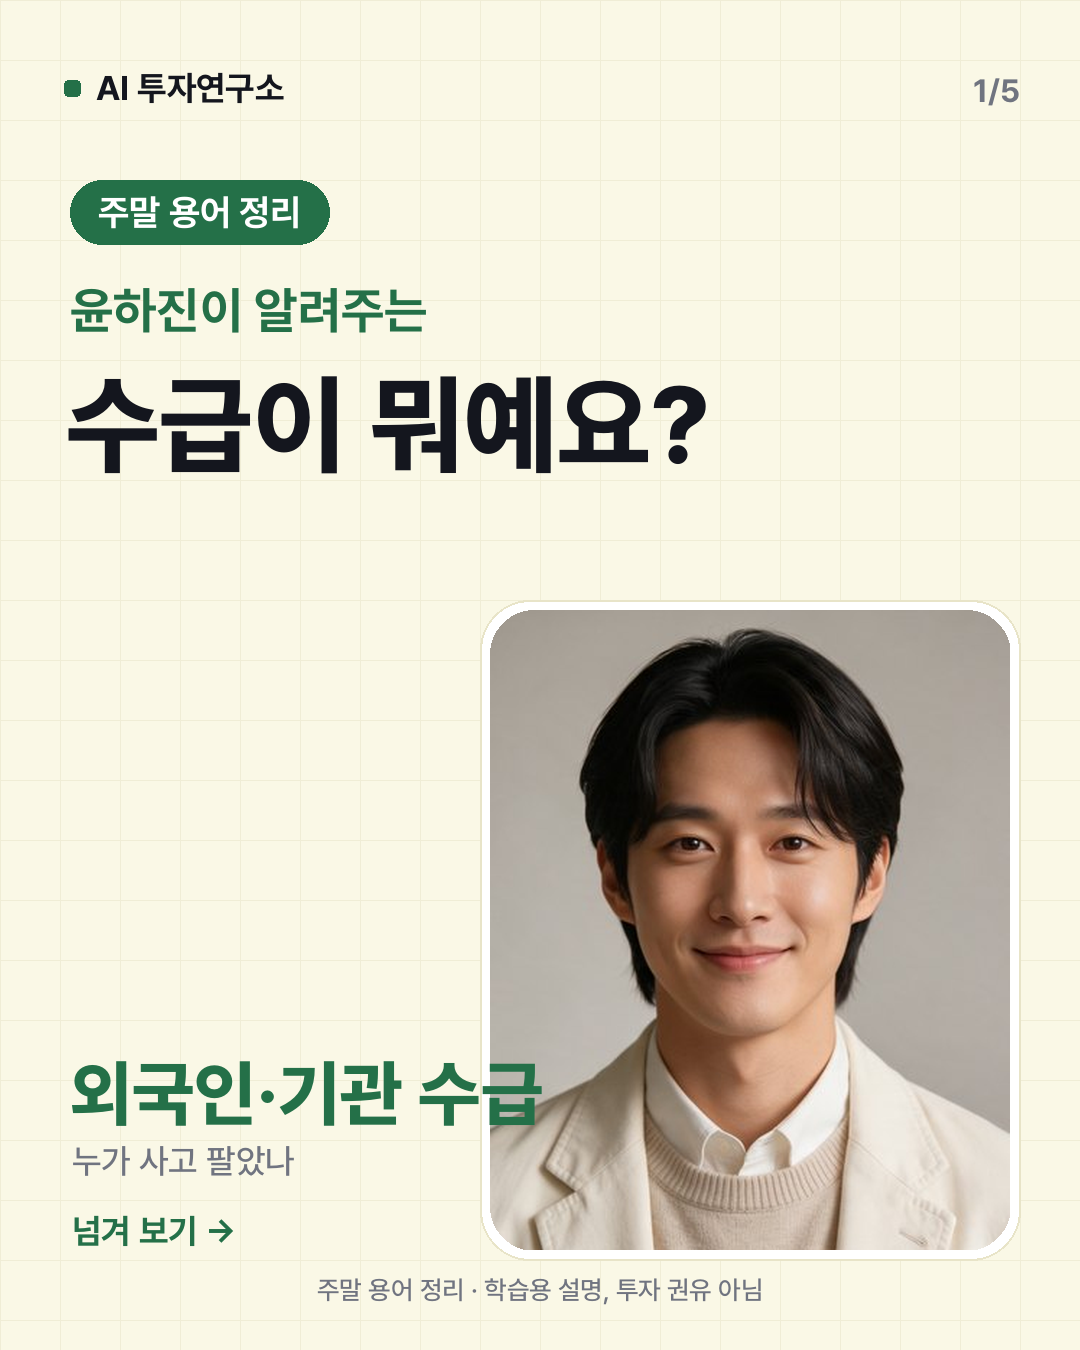 AI 투자연구소
1/5
주말 용어 정리
윤하진이 알려주는
수급이 뭐예요?
외국인·기관 수급
누가 사고 팔았나
넘겨 보기 →
주말 용어 정리 · 학습용 설명, 투자 권유 아님